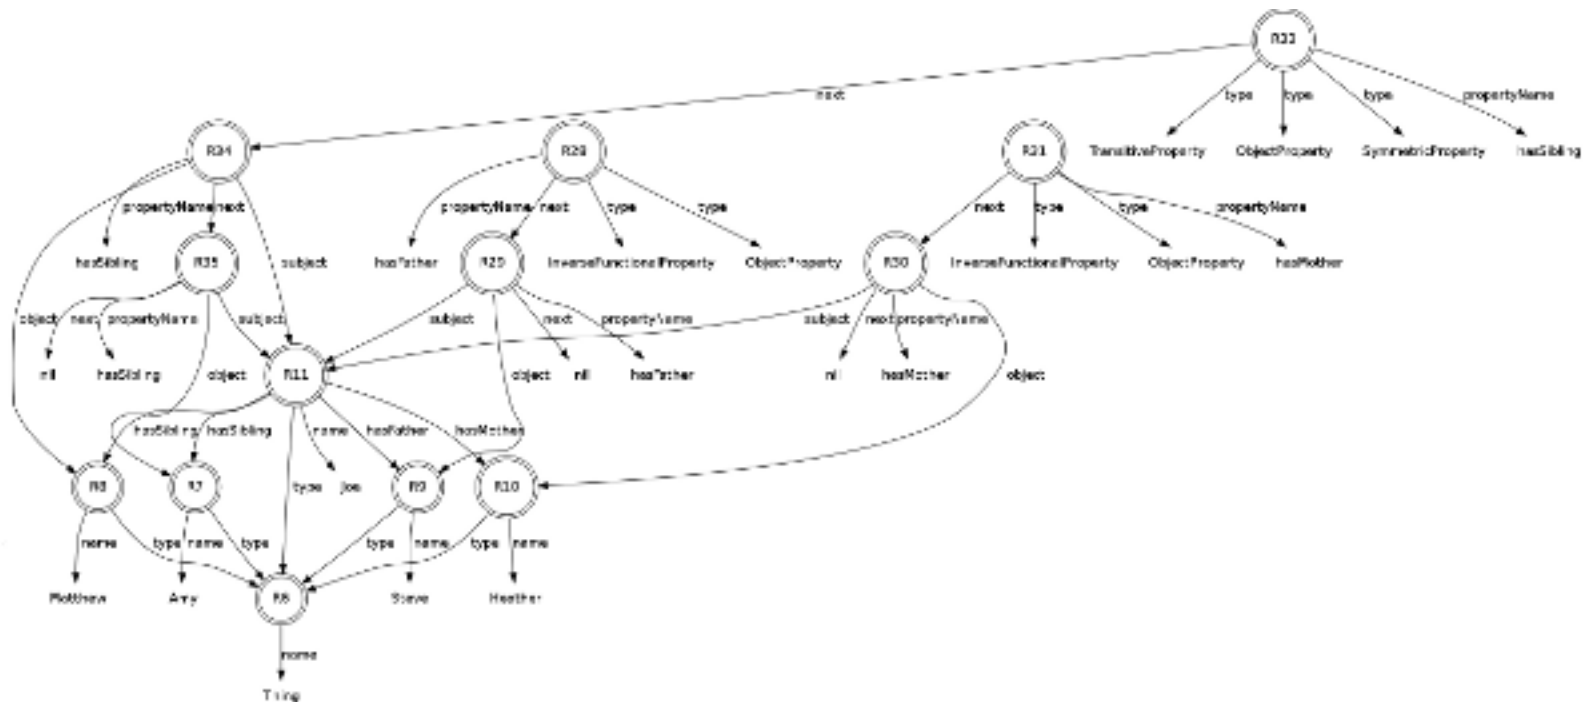 R33
next
type type type propertyName
R34 R28 R31 TransitiveProperty ObjectProperty SymmetricProperty hasSibling
propertyName next propertyName next type type next type type propertyName
hasSibling R35 subject hasFather R29 InverseFunctionalProperty ObjectProperty R30 InverseFunctionalProperty ObjectProperty hasMother
object next propertyName subject subject next propertyName subject next propertyName
nil hasSibling object R11 object nil hasFather nil hasMother object
hasSibling hasSibling name hasFather hasMother
R8 R7 type Joe R9 R10
name type name type type name type name
Matthew Amy R6 Steve Heather
name
Thing